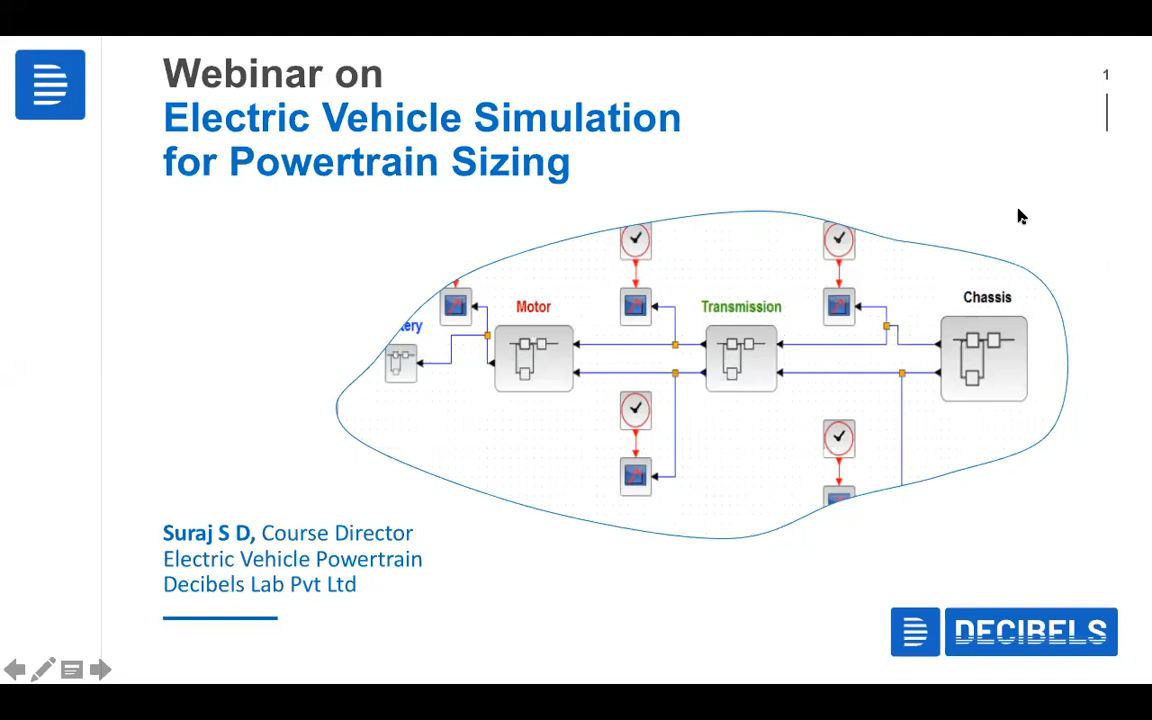 Webinar on
Electric Vehicle Simulation
for Powertrain Sizing
1
Chassis
Motor
Transmission
tery
Suraj S D, Course Director
Electric Vehicle Powertrain
Decibels Lab Pvt Ltd
DECIBELS